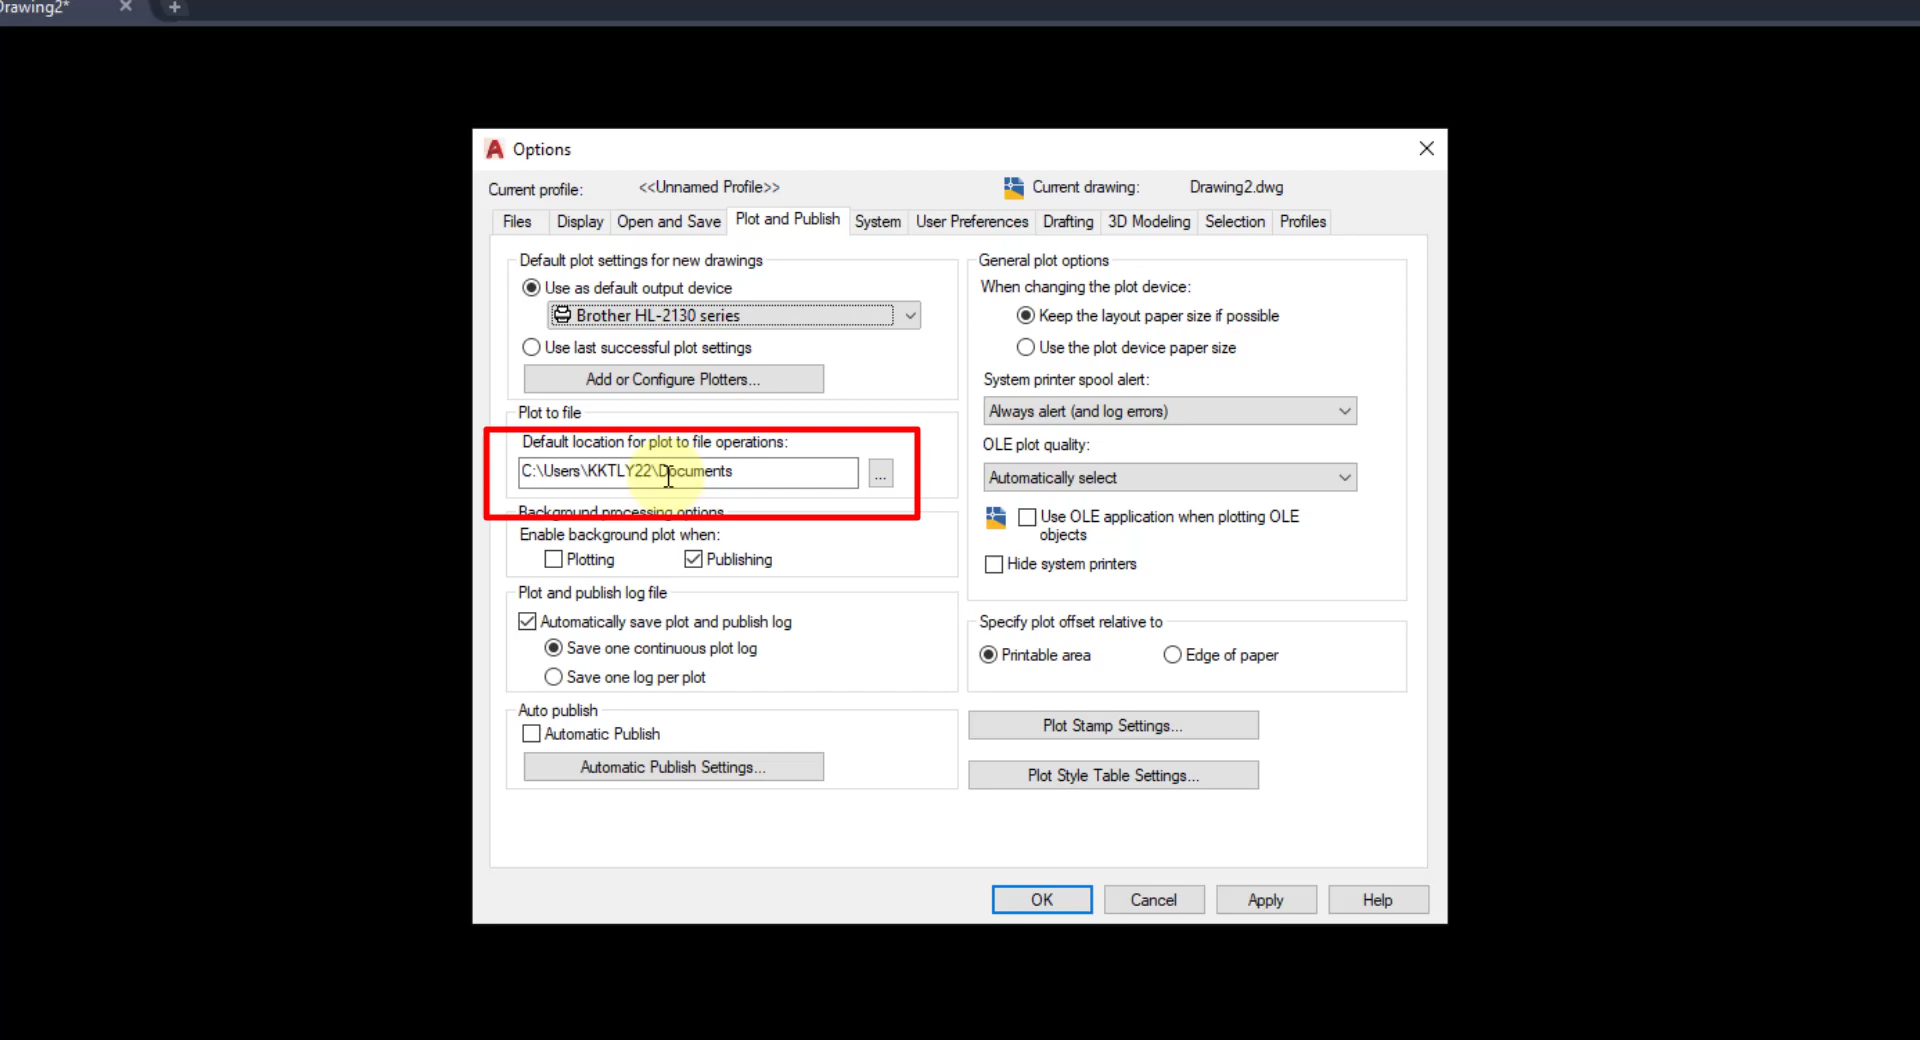 Drawing2*
Options
Current profile: <<Unnamed Profile>> Current drawing: Drawing2.dwg
Files Display Open and Save Plot and Publish System User Preferences Drafting 3D Modeling Selection Profiles
Default plot settings for new drawings
Use as default output device
Brother HL-2130 series
Use last successful plot settings
Add or Configure Plotters...
Plot to file
Default location for plot to file operations:
C:\Users\KKTLY22\Documents
...
Background processing options
Enable background plot when:
Plotting Publishing
Plot and publish log file
Automatically save plot and publish log
Save one continuous plot log
Save one log per plot
Auto publish
Automatic Publish
Automatic Publish Settings...
General plot options
When changing the plot device:
Keep the layout paper size if possible
Use the plot device paper size
System printer spool alert:
Always alert (and log errors)
OLE plot quality:
Automatically select
Use OLE application when plotting OLE
objects
Hide system printers
Specify plot offset relative to
Printable area Edge of paper
Plot Stamp Settings...
Plot Style Table Settings...
OK Cancel Apply Help